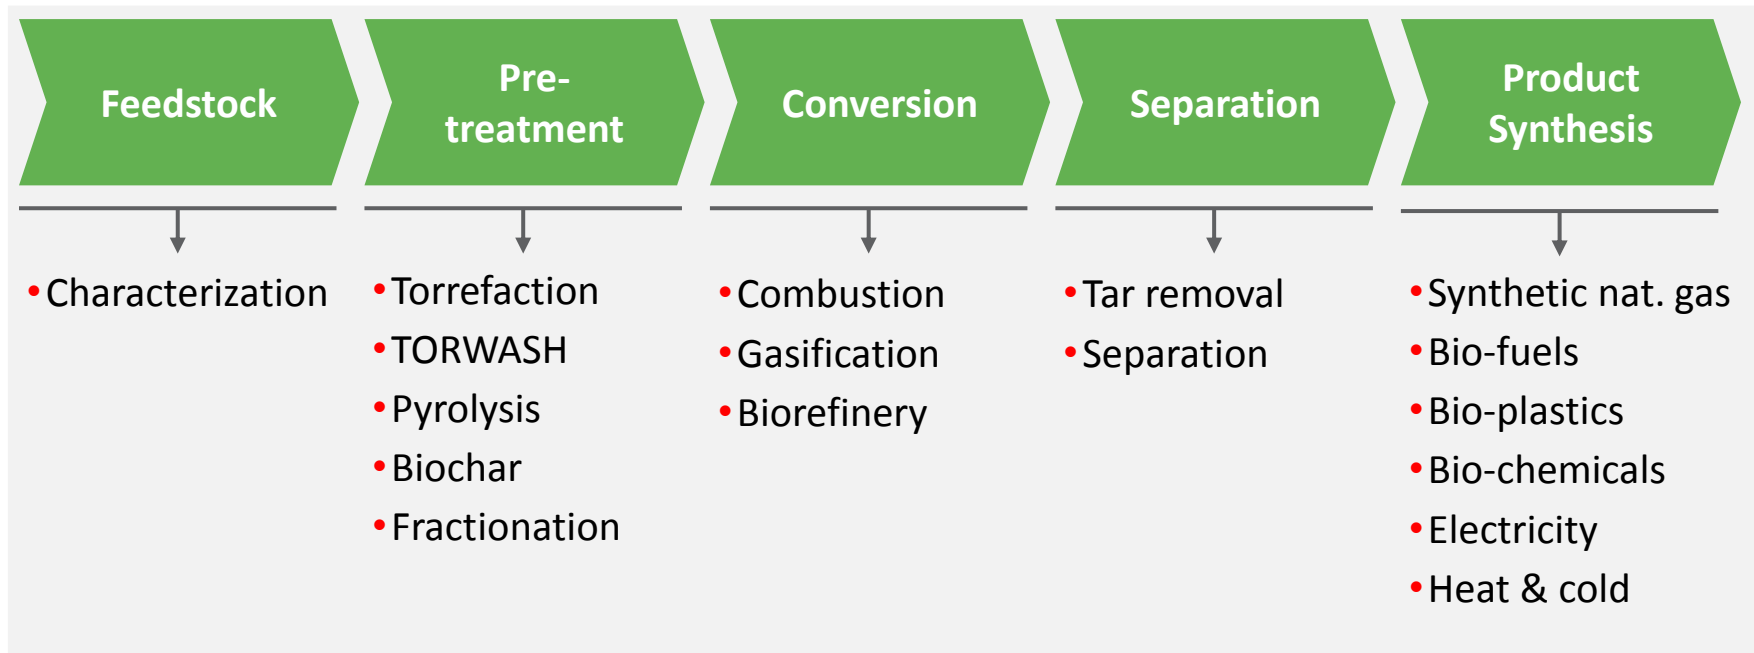 Feedstock
Pre-
treatment
Conversion
Separation
Product
Synthesis
•Characterization
•Torrefaction
•TORWASH
•Pyrolysis
•Biochar
•Fractionation
•Combustion
•Gasification
•Biorefinery
•Tar removal
•Separation
•Synthetic nat. gas
•Bio-fuels
•Bio-plastics
•Bio-chemicals
•Electricity
•Heat & cold